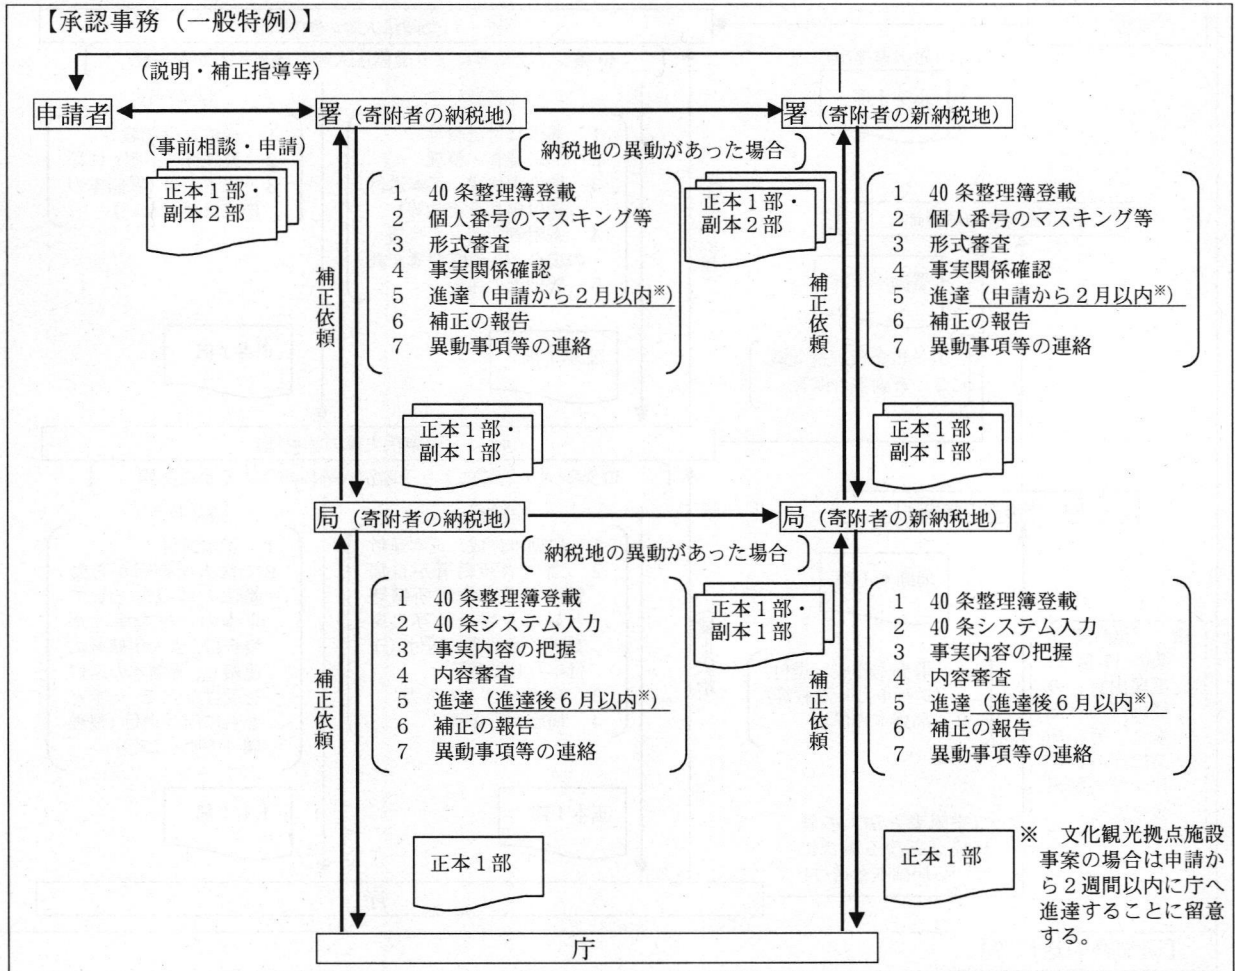 【承認事務（一般特例）】
（説明・補正指導等）
申請者
署（寄附者の納税地）
署（寄附者の新納税地）
（事前相談・申請）
納税地の異動があった場合
正本１部・
副本２部
補正依頼
1 40条整理簿登載
2 個人番号のマスキング等
3 形式審査
4 事実関係確認
5 進達（申請から２月以内※）
6 補正の報告
7 異動事項等の連絡
正本１部・
副本２部
補正依頼
1 40条整理簿登載
2 個人番号のマスキング等
3 形式審査
4 事実関係確認
5 進達（申請から２月以内※）
6 補正の報告
7 異動事項等の連絡
正本１部・
副本１部
正本１部・
副本１部
局（寄附者の納税地）
局（寄附者の新納税地）
納税地の異動があった場合
補正依頼
1 40条整理簿登載
2 40条システム入力
3 事実内容の把握
4 内容審査
5 進達（進達後６月以内※）
6 補正の報告
7 異動事項等の連絡
正本１部・
副本１部
補正依頼
1 40条整理簿登載
2 40条システム入力
3 事実内容の把握
4 内容審査
5 進達（進達後６月以内※）
6 補正の報告
7 異動事項等の連絡
正本１部
正本１部
※ 文化観光拠点施設
事案の場合は申請か
ら２週間以内に庁へ
進達することに留意
する。
庁